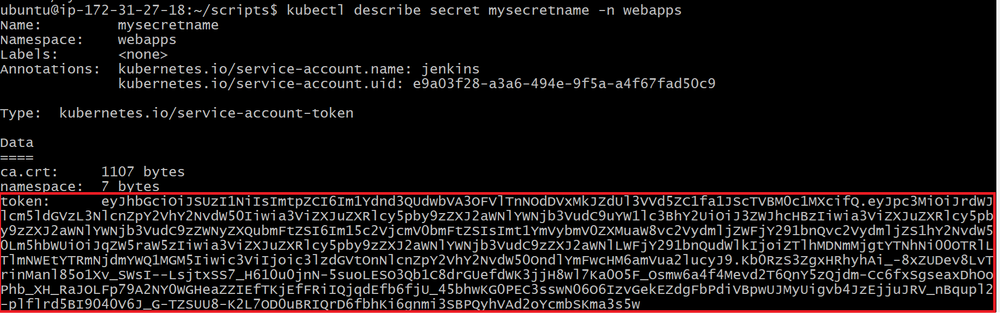 ubuntu@ip-172-31-27-18:~/scripts$ kubectl describe secret mysecretname -n webapps
Name:         mysecretname
Namespace:    webapps
Labels:       <none>
Annotations:  kubernetes.io/service-account.name: jenkins
              kubernetes.io/service-account.uid: e9a03f28-a3a6-494e-9f5a-a4f67fad50c9
Type:  kubernetes.io/service-account-token
Data
====
ca.crt:     1107 bytes
namespace:  7 bytes
token:      eyJhbGciOiJSUzI1NiIsImtpZCI6Im1Ydnd3QUdwbVA3OFVlTnNOdDVxMkJZdUl3VVd5ZC1fa1JScTVBM0c1MXcifQ.eyJpc3MiOiJrdWJ
lcm5ldGVzL3NlcnZpY2VhY2NvdW50Iiwia3ViZXJuZXRlcy5pby9zZXJ2aWNlYWNjb3VudC9uYW1lc3BhY2UiOiJ3ZWJhcHBzIiwia3ViZXJuZXRlcy5pb
y9zZXJ2aWNlYWNjb3VudC9zZWNyZXQubmFtZSI6Im15c2VjcmV0bmFtZSIsImt1YmVybmV0ZXMuaW8vc2VydmljZWFjY291bnQvc2VydmljZS1hY2NvdW5
0Lm5hbWUiOiJqZW5raW5zIiwia3ViZXJuZXRlcy5pby9zZXJ2aWNlYWNjb3VudC9zZXJ2aWNlLWFjY291bnQudWlkIjoiZTlhMDNmMjgtYTNhNi00OTRlL
TlmNWEtYTRmNjdmYWQ1MGM5Iiwic3ViIjoic3lzdGVtOnNlcnZpY2VhY2NvdW50OndlYmFwcHM6amVua2lucyJ9.Kb0RzS3ZgxHRhyhAi_-8xZUDev8LvT
rinManl85o1Xv_SWsI--LsjtxSS7_H610u0jnN-5suoLESO3Qb1C8drGUefdWK3jjH8wl7Ka0O5F_Osmw6a4f4Mevd2T6QnY5zQjdm-Cc6fxSgseaxDhOo
Phb_XH_RaJOLFp79A2NY0WGHeaZZIEfTKjEfFRiIQjqdEfb6fjU_45bhwKG0PEC3sswN06O6IzvGekEZdgFbPdiVBpwUJMyUigvb4JzEjjuJRV_nBqupl2
-plflrd5BI9040V6J_G-TZSUU8-K2L7OD0uBRIQrD6fbhKi6gnmi3SBPQyhVAd2oYcmbSKma3s5w